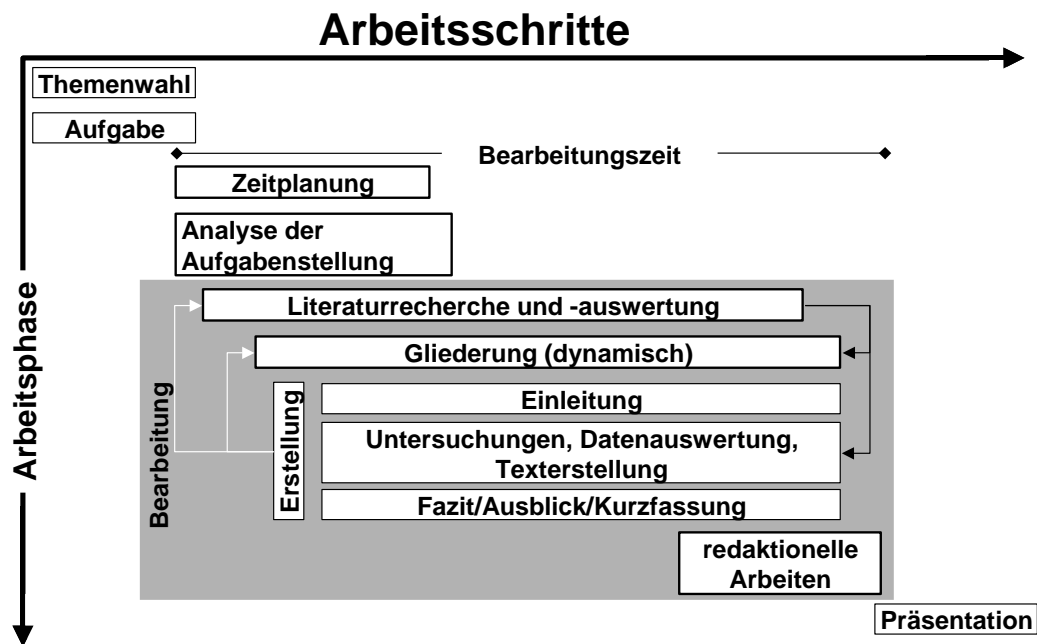 Arbeitsschritte
Themenwahl
Aufgabe
Bearbeitungszeit
Zeitplanung
Analyse der
Aufgabenstellung
Arbeitsphase
Bearbeitung
Literaturrecherche und -auswertung
Gliederung (dynamisch)
Erstellung
Einleitung
Untersuchungen, Datenauswertung,
Texterstellung
Fazit/Ausblick/Kurzfassung
redaktionelle
Arbeiten
Präsentation